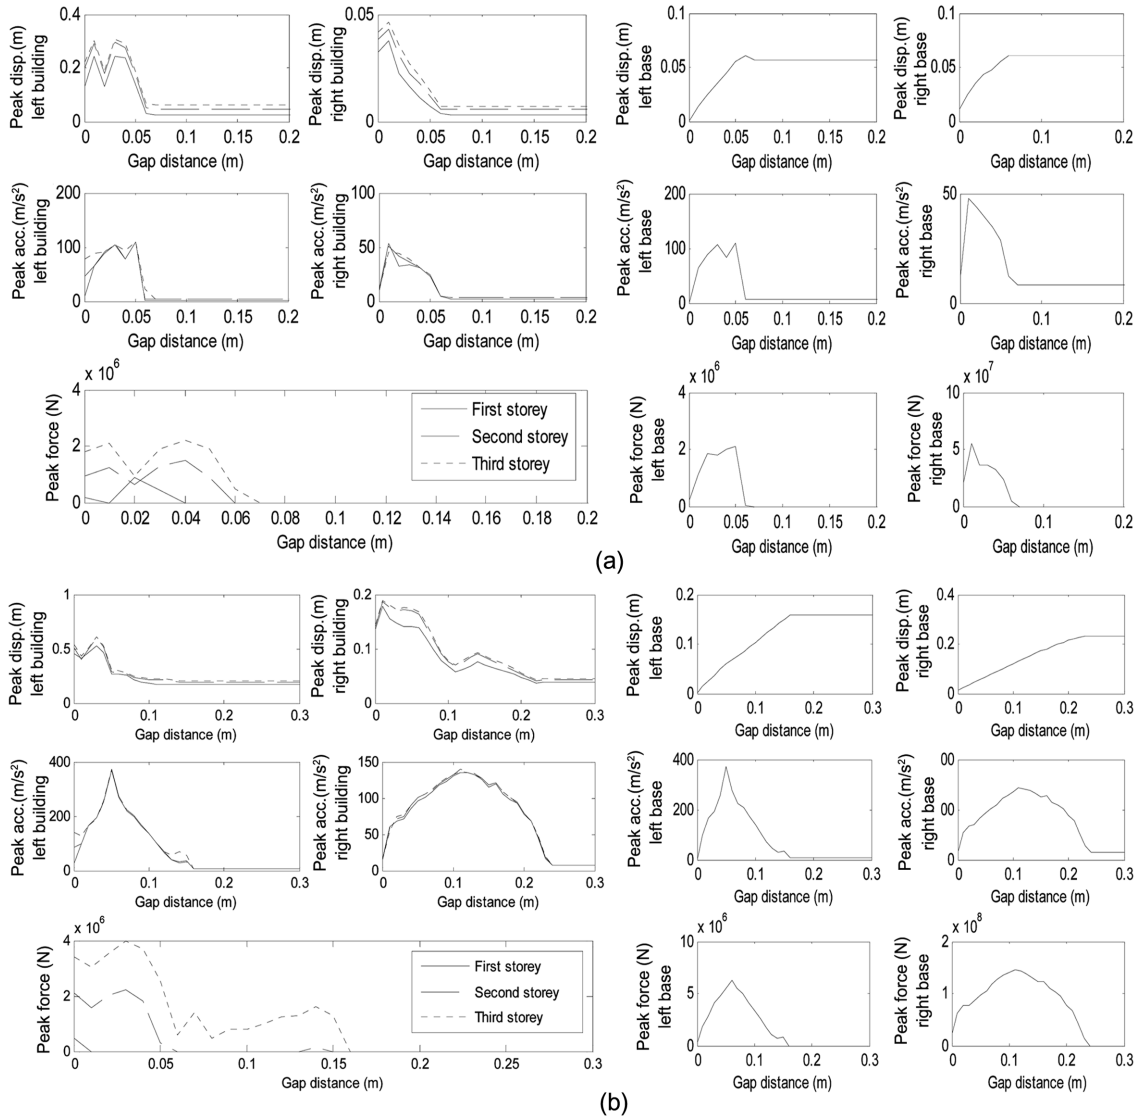 0.4
0.2
0
0 0.05 0.1 0.15 0.2
Gap distance (m)
Peak disp.(m)
left building
0.05
0
0 0.05 0.1 0.15 0.2
Gap distance (m)
Peak disp.(m)
right building
0.1
0.05
0
0 0.05 0.1 0.15 0.2
Gap distance (m)
Peak disp.(m)
left base
0.1
0.05
0
0 0.1 0.2
Gap distance (m)
Peak disp.(m)
right base
200
100
0
0 0.05 0.1 0.15 0.2
Gap distance (m)
Peak acc.(m/s²)
left building
100
50
0
0 0.05 0.1 0.15 0.2
Gap distance (m)
Peak acc.(m/s²)
right building
200
100
0
0 0.05 0.1 0.15 0.2
Gap distance (m)
Peak acc.(m/s²)
left base
50
0
0 0.1 0.2
Gap distance (m)
Peak acc.(m/s²)
right base
x 10⁶
4
2
0
0 0.02 0.04 0.06 0.08 0.1 0.12 0.14 0.16 0.18 0.2
Gap distance (m)
Peak force (N)
First storey
Second storey
Third storey
x 10⁶
4
2
0
0 0.05 0.1 0.15 0.2
Gap distance (m)
Peak force (N)
left base
x 10⁷
10
5
0
0 0.1 0.2
Gap distance (m)
Peak force (N)
right base
(a)
1
0.5
0
0 0.1 0.2 0.3
Gap distance (m)
Peak disp.(m)
left building
0.2
0.1
0
0 0.1 0.2 0.3
Gap distance (m)
Peak disp.(m)
right building
0.2
0.1
0
0 0.1 0.2 0.3
Gap distance (m)
Peak disp.(m)
left base
0.4
0.2
0
0 0.1 0.2 0.3
Gap distance (m)
Peak disp.(m)
right base
400
200
0
0 0.1 0.2 0.3
Gap distance (m)
Peak acc.(m/s²)
left building
150
100
50
0
0 0.1 0.2 0.3
Gap distance (m)
Peak acc.(m/s²)
right building
400
200
0
0 0.1 0.2 0.3
Gap distance (m)
Peak acc.(m/s²)
left base
00
00
0
0 0.1 0.2 0.3
Gap distance (m)
Peak acc.(m/s²)
right base
x 10⁶
4
2
0
0 0.05 0.1 0.15 0.2 0.25 0.3
Gap distance (m)
Peak force (N)
First storey
Second storey
Third storey
x 10⁶
10
5
0
0 0.1 0.2 0.3
Gap distance (m)
Peak force (N)
left base
x 10⁸
2
1
0
0 0.1 0.2 0.3
Gap distance (m)
Peak force (N)
right base
(b)